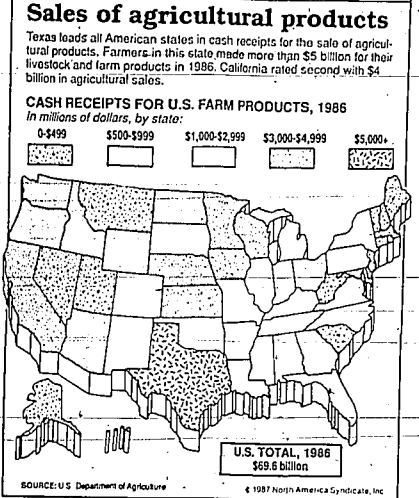 Sales of agricultural products
Texas leads all American states in cash receipts for the sale of agricul-
tural products. Farmers in this state made more than $5 billion for their
livestock and farm products in 1986. California rated second with $4
billion in agricultural sales.
CASH RECEIPTS FOR U.S. FARM PRODUCTS, 1986
In millions of dollars, by state:
0-$499 $500-$999 $1,000-$2,999 $3,000-$4,999 $5,000+
U.S. TOTAL, 1986
$69.6 billion
SOURCE: U S Department of Agriculture
© 1987 North America Syndicate, Inc